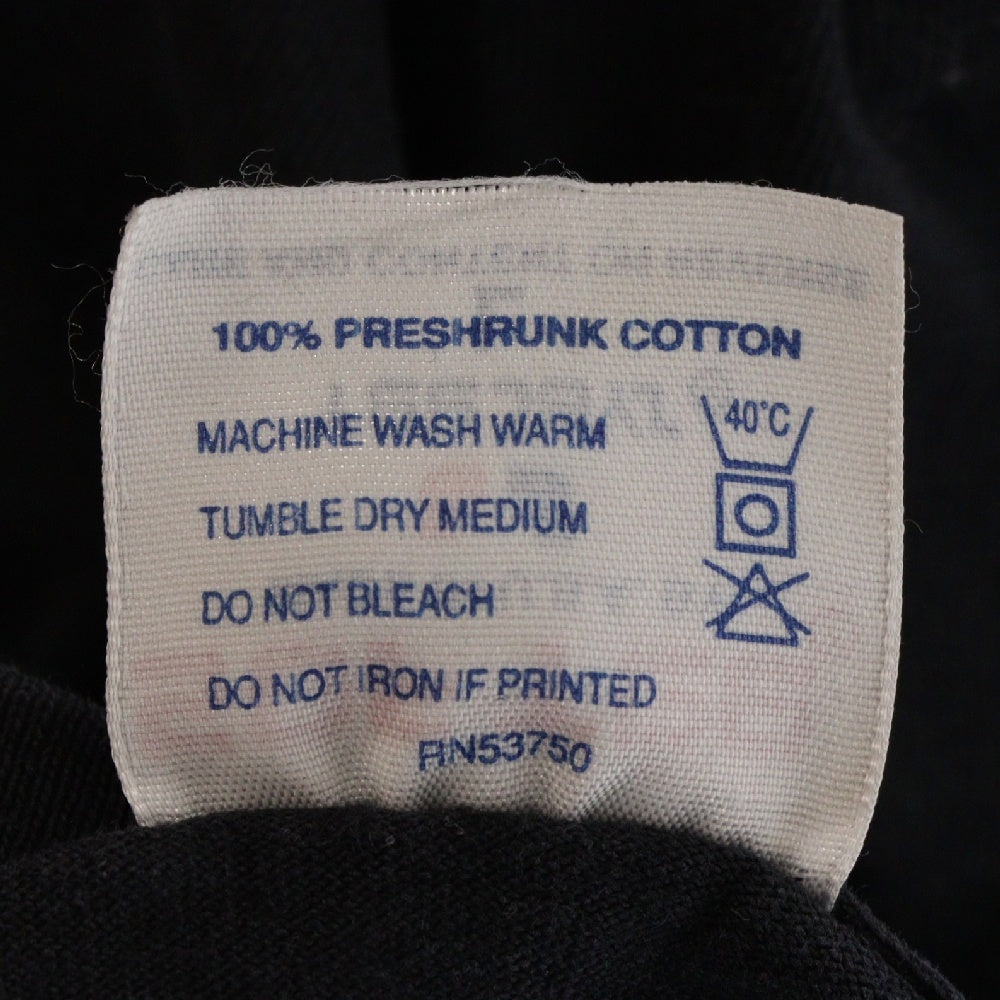 100% PRESHRUNK COTTON
MACHINE WASH WARM
40°C
TUMBLE DRY MEDIUM
DO NOT BLEACH
DO NOT IRON IF PRINTED
RN53750